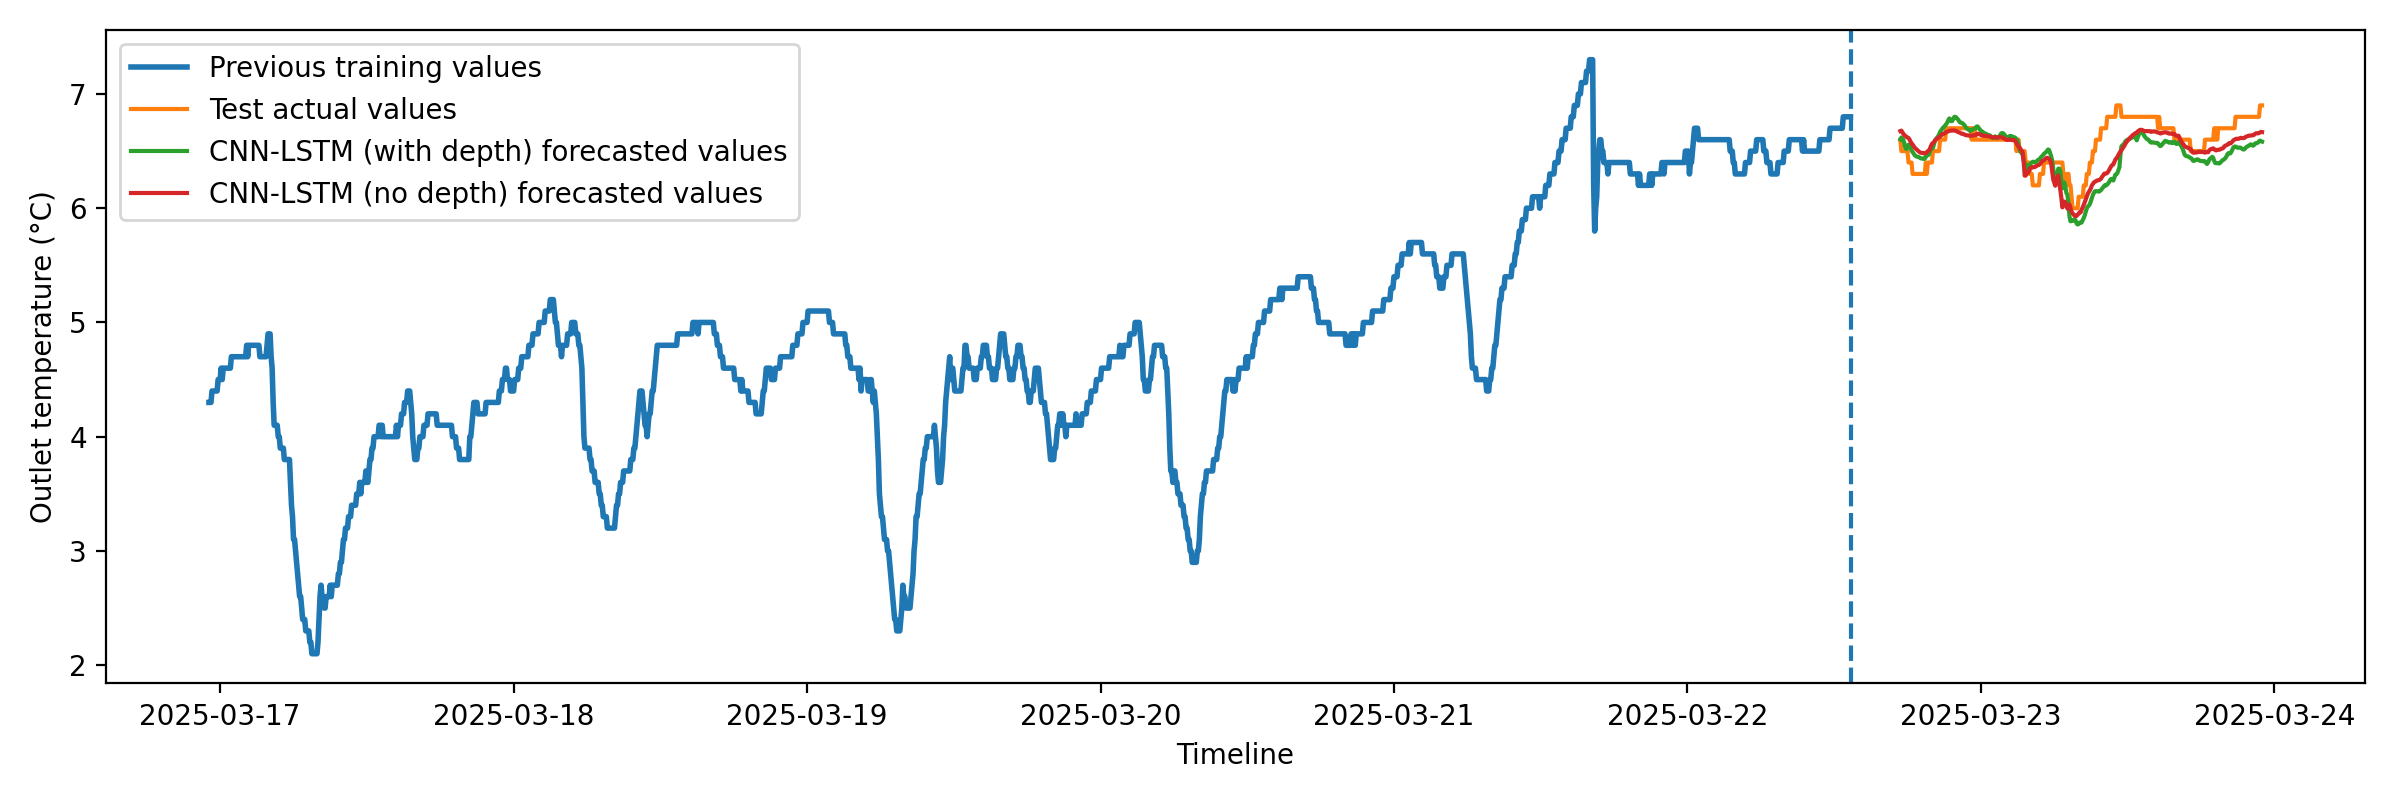 Previous training values
Test actual values
CNN-LSTM (with depth) forecasted values
CNN-LSTM (no depth) forecasted values
Outlet temperature (°C)
7
6
5
4
3
2
2025-03-17 2025-03-18 2025-03-19 2025-03-20 2025-03-21 2025-03-22 2025-03-23 2025-03-24
Timeline